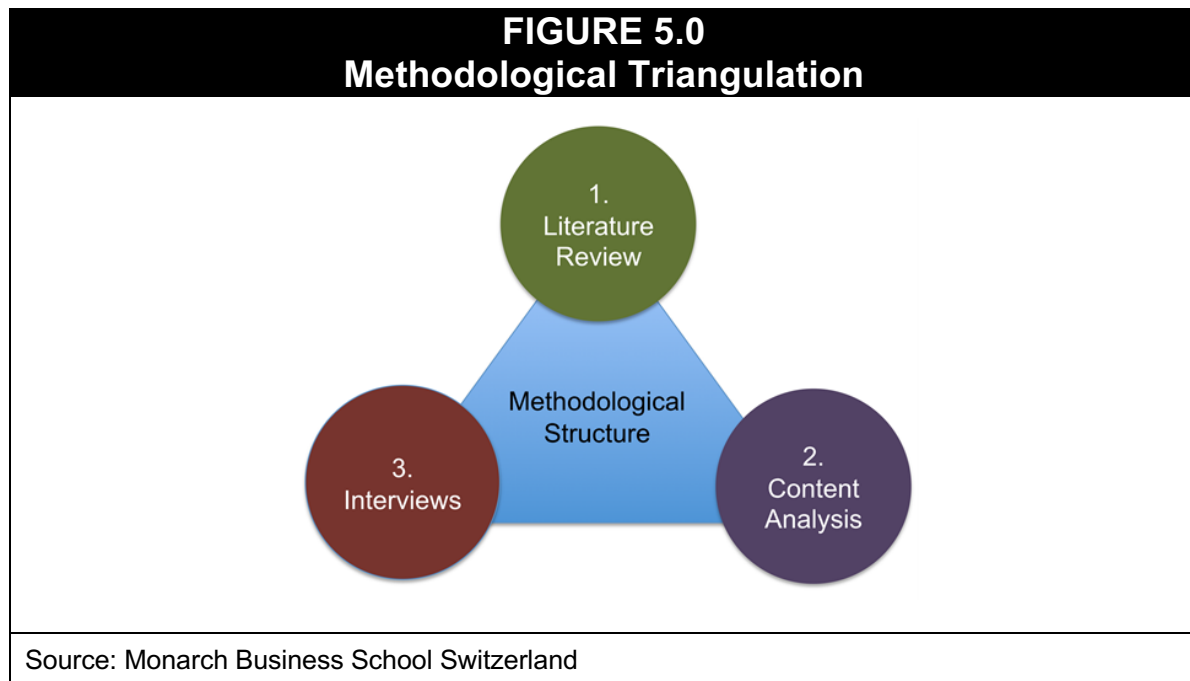 FIGURE 5.0
Methodological Triangulation
1.
Literature
Review
Methodological
Structure
3.
Interviews
2.
Content
Analysis
Source: Monarch Business School Switzerland